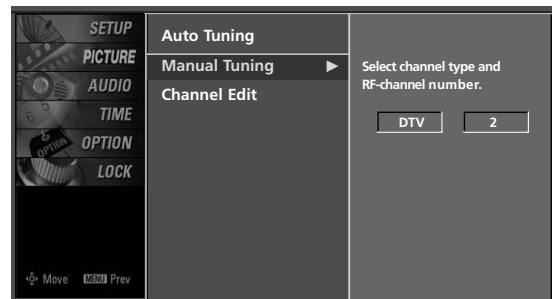 SETUP
PICTURE
AUDIO
TIME
OPTION
LOCK
Move MENU Prev
Auto Tuning
Manual Tuning ▶
Channel Edit
Select channel type and
RF-channel number.
DTV 2